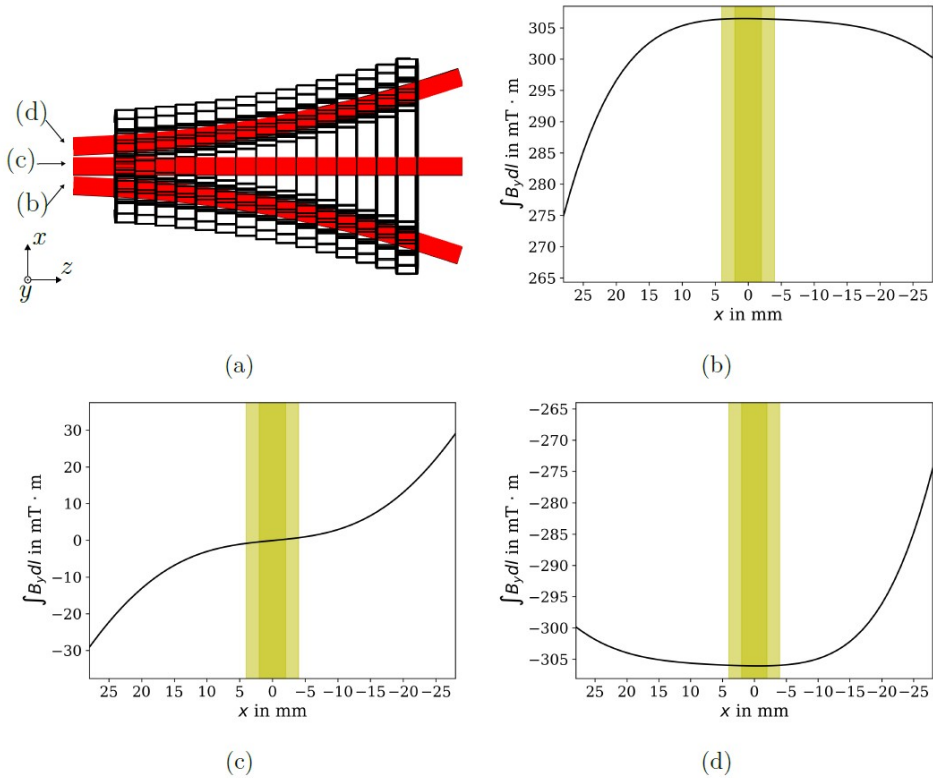 (d)
(c)
(b)
x
z
y
(a)
∫B_y dl in mT · m
305
300
295
290
285
280
275
270
265
25 20 15 10 5 0 −5 −10 −15 −20 −25
x in mm
(b)
∫B_y dl in mT · m
30
20
10
0
−10
−20
−30
25 20 15 10 5 0 −5 −10 −15 −20 −25
x in mm
(c)
∫B_y dl in mT · m
−265
−270
−275
−280
−285
−290
−295
−300
−305
25 20 15 10 5 0 −5 −10 −15 −20 −25
x in mm
(d)